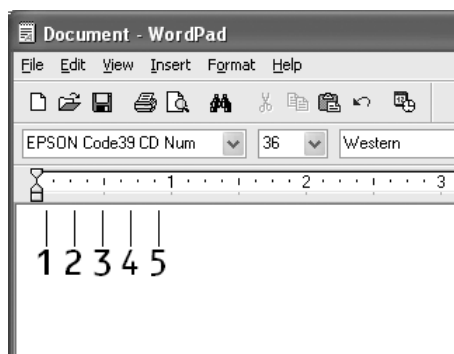 Document - WordPad
File Edit View Insert Format Help
EPSON Code39 CD Num 36 Western
1 2 3
1 2 3 4 5